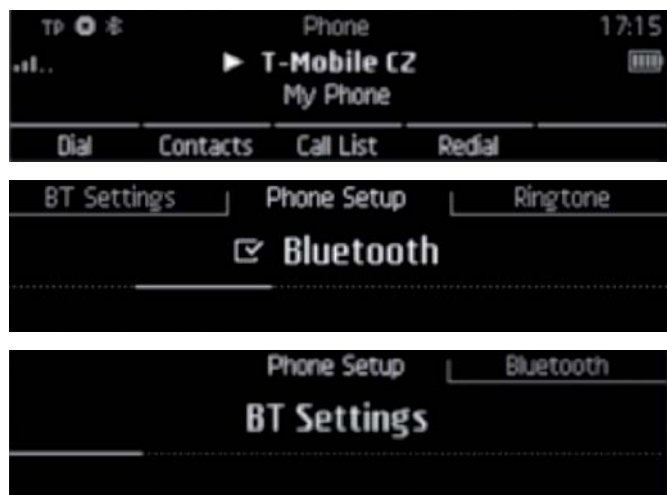 TP Phone 17:15
T-Mobile CZ
My Phone
Dial Contacts Call List Redial
BT Settings Phone Setup Ringtone
Bluetooth
Phone Setup Bluetooth
BT Settings